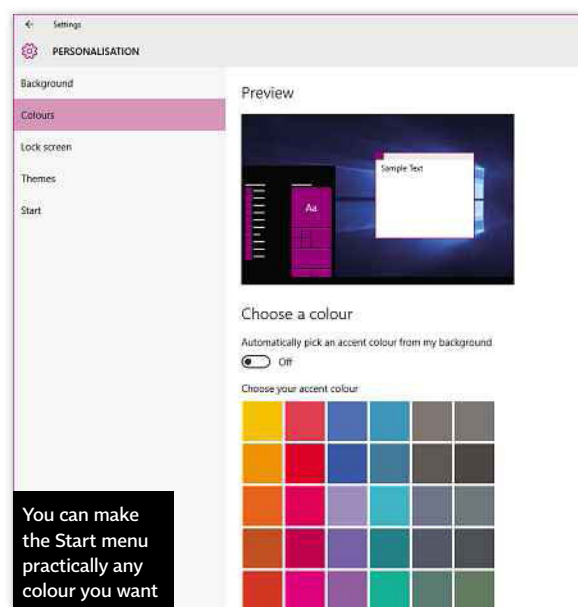 Settings
PERSONALISATION
Background
Colours
Lock screen
Themes
Start
Preview
Sample Text
Aa
Choose a colour
Automatically pick an accent colour from my background
Off
Choose your accent colour
You can make
the Start menu
practically any
colour you want